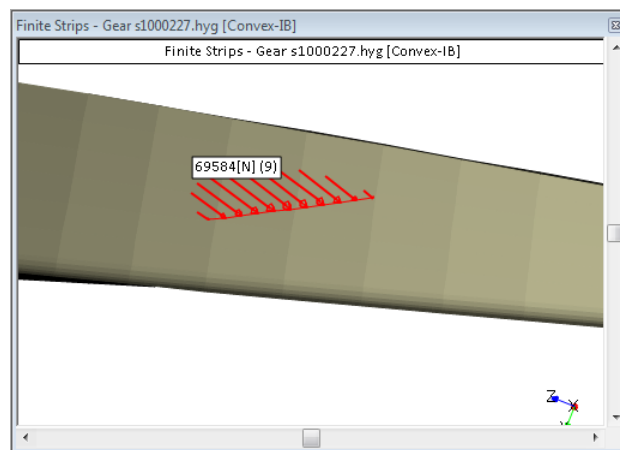 Finite Strips - Gear s1000227.hyg [Convex-IB]
Finite Strips - Gear s1000227.hyg [Convex-IB]
69584[N] (9)
Z
X
Y